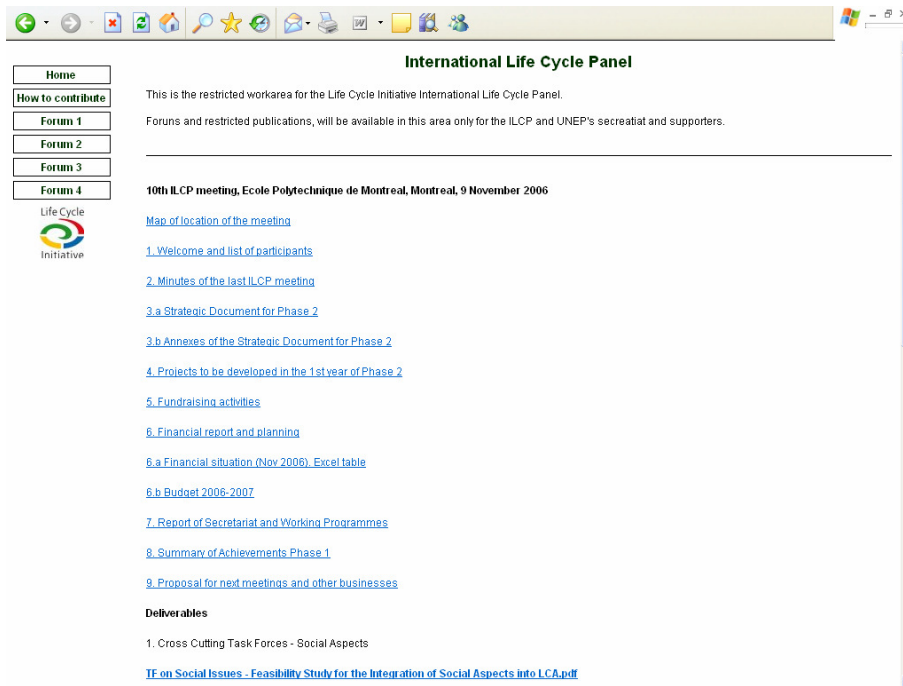 International Life Cycle Panel
Home
How to contribute
Forum 1
Forum 2
Forum 3
Forum 4
Life Cycle
Initiative
This is the restricted workarea for the Life Cycle Initiative International Life Cycle Panel.
Foruns and restricted publications, will be available in this area only for the ILCP and UNEP's secreatiat and supporters.
10th ILCP meeting, Ecole Polytechnique de Montreal, Montreal, 9 November 2006
Map of location of the meeting
1. Welcome and list of participants
2. Minutes of the last ILCP meeting
3.a Strategic Document for Phase 2
3.b Annexes of the Strategic Document for Phase 2
4. Projects to be developed in the 1st year of Phase 2
5. Fundraising activities
6. Financial report and planning
6.a Financial situation (Nov 2006). Excel table
6.b Budget 2006-2007
7. Report of Secretariat and Working Programmes
8. Summary of Achievements Phase 1
9. Proposal for next meetings and other businesses
Deliverables
1. Cross Cutting Task Forces - Social Aspects
TF on Social Issues - Feasibility Study for the Integration of Social Aspects into LCA.pdf